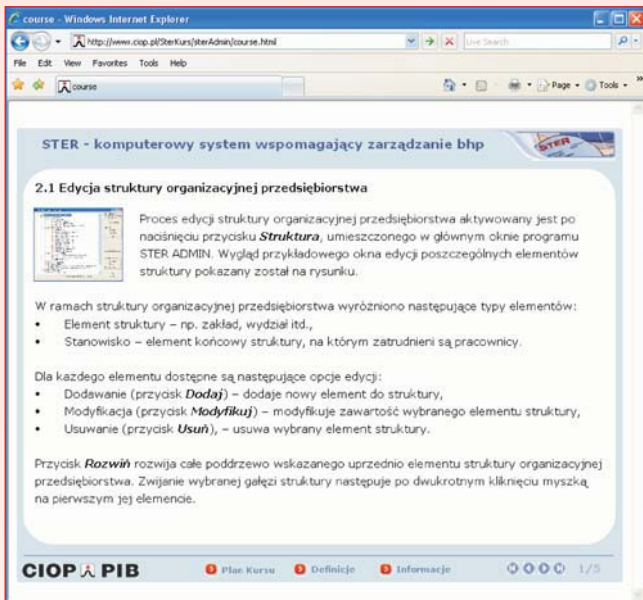 course - Windows Internet Explorer
http://www.ciop.pl/SterKurs/sterAdmin/course.html
Live Search
File Edit View Favorites Tools Help
course
Page Tools
STER - komputerowy system wspomagający zarządzanie bhp
STER
2.1 Edycja struktury organizacyjnej przedsiębiorstwa
Proces edycji struktury organizacyjnej przedsiębiorstwa aktywowany jest po
naciśnięciu przycisku Struktura, umieszczonego w głównym oknie programu
STER ADMIN. Wygląd przykładowego okna edycji poszczególnych elementów
struktury pokazany został na rysunku.
W ramach struktury organizacyjnej przedsiębiorstwa wyróżniono następujące typy elementów:
• Element struktury – np. zakład, wydział itd.,
• Stanowisko – element końcowy struktury, na którym zatrudnieni są pracownicy.
Dla każdego elementu dostępne są następujące opcje edycji:
• Dodawanie (przycisk Dodaj) – dodaje nowy element do struktury,
• Modyfikacja (przycisk Modyfikuj) – modyfikuje zawartość wybranego elementu struktury,
• Usuwanie (przycisk Usuń), – usuwa wybrany element struktury.
Przycisk Rozwiń rozwija całe poddrzewo wskazanego uprzednio elementu struktury organizacyjnej
przedsiębiorstwa. Zwijanie wybranej gałęzi struktury następuje po dwukrotnym kliknięciu myszką
na pierwszym jej elemencie.
CIOP PIB Plan Kursu Definicje Informacje 1/5